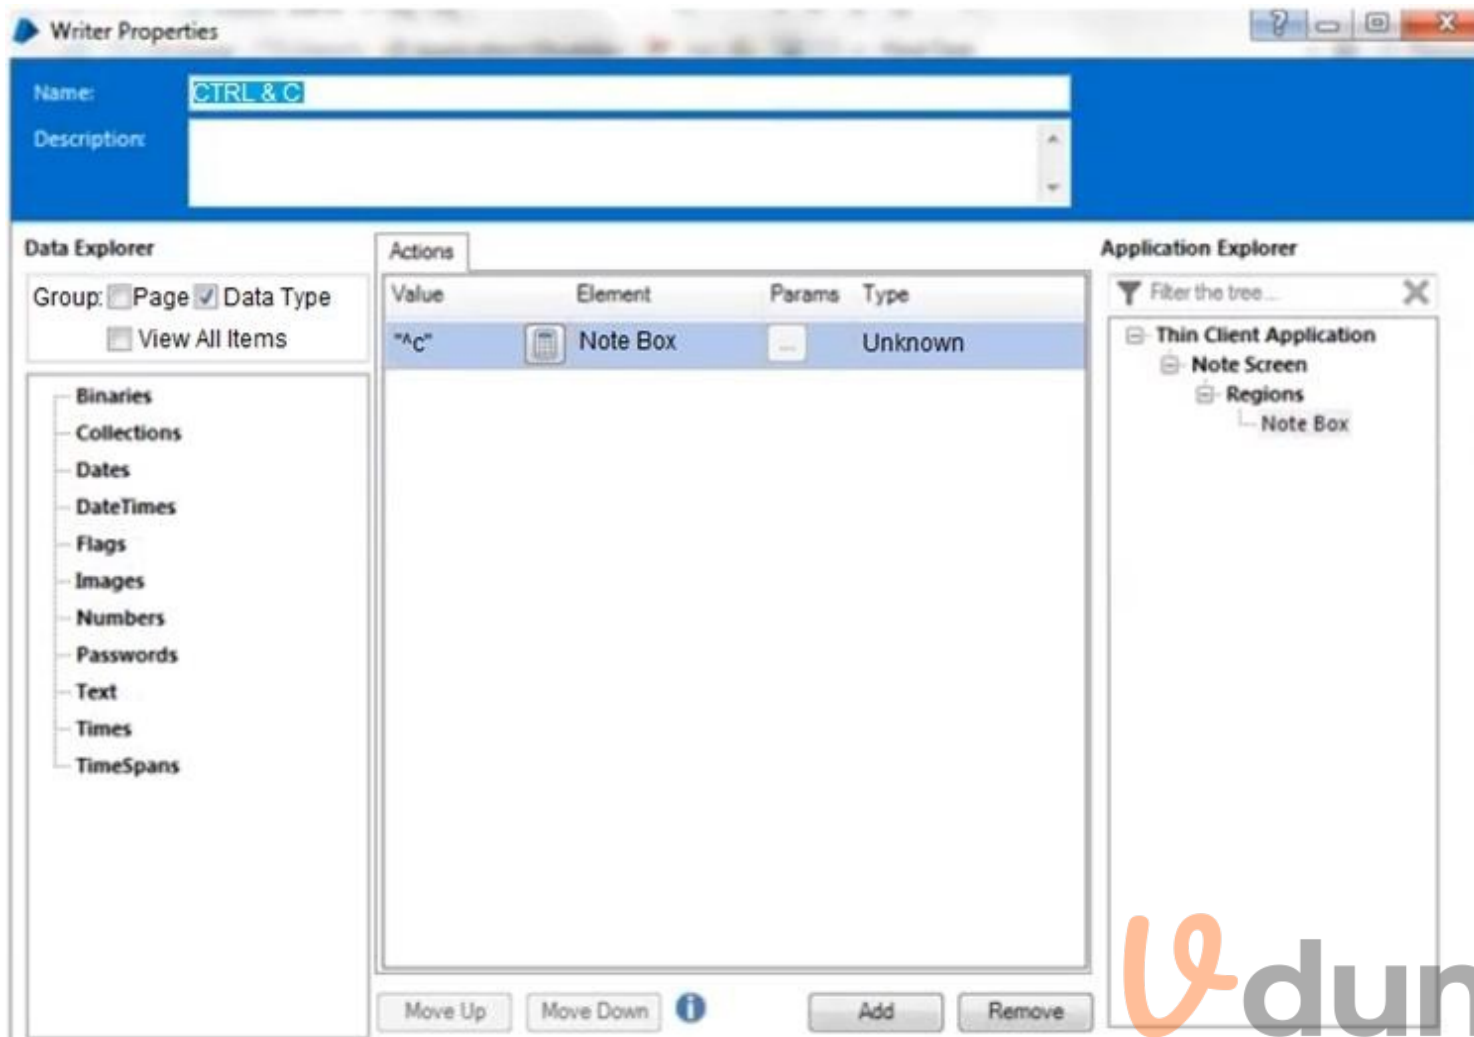 Writer Properties
Name: CTRL & C
Description:
Data Explorer
Group: Page Data Type
View All Items
Binaries
Collections
Dates
DateTimes
Flags
Images
Numbers
Passwords
Text
Times
TimeSpans
Actions
Value Element Params Type
"^c" Note Box ... Unknown
Move Up Move Down i Add Remove
Application Explorer
Filter the tree...
Thin Client Application
Note Screen
Regions
Note Box
Vdum